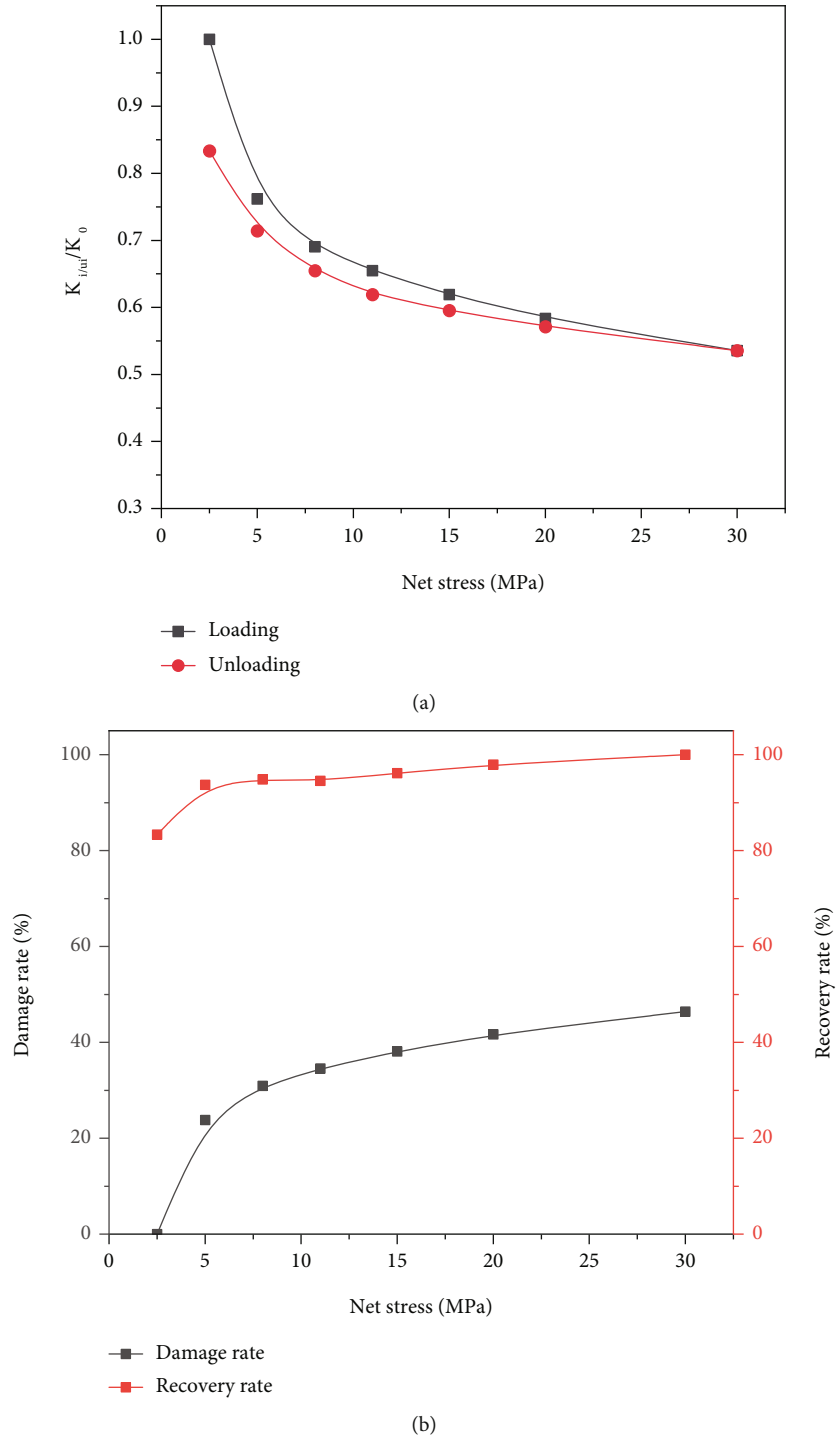 1.0
0.9
0.8
0.7
0.6
0.5
0.4
0.3
K i/ui/K 0
0 5 10 15 20 25 30
Net stress (MPa)
Loading
Unloading
(a)
100 100
80 80
60 60
40 40
20 20
0 0
Damage rate (%)
Recovery rate (%)
0 5 10 15 20 25 30
Net stress (MPa)
Damage rate
Recovery rate
(b)